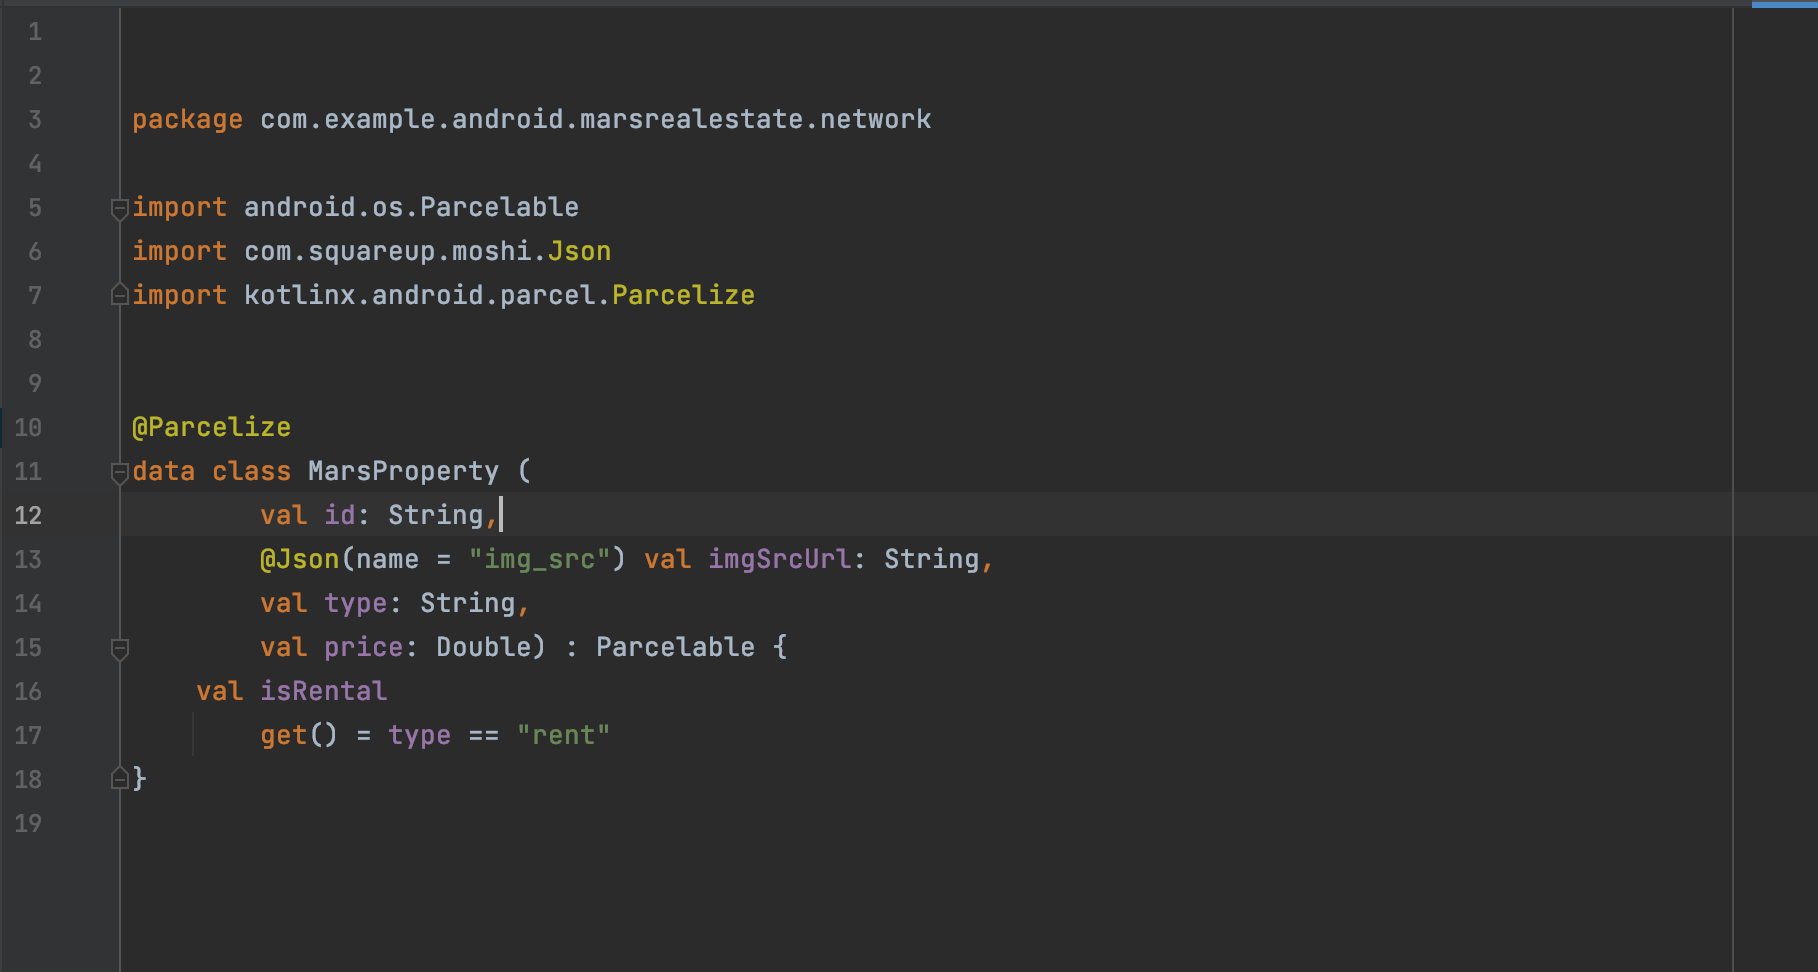 1
2
3 package com.example.android.marsrealestate.network
4
5 import android.os.Parcelable
6 import com.squareup.moshi.Json
7 import kotlinx.android.parcel.Parcelize
8
9
10 @Parcelize
11 data class MarsProperty (
12         val id: String,
13         @Json(name = "img_src") val imgSrcUrl: String,
14         val type: String,
15         val price: Double) : Parcelable {
16     val isRental
17         get() = type == "rent"
18 }
19